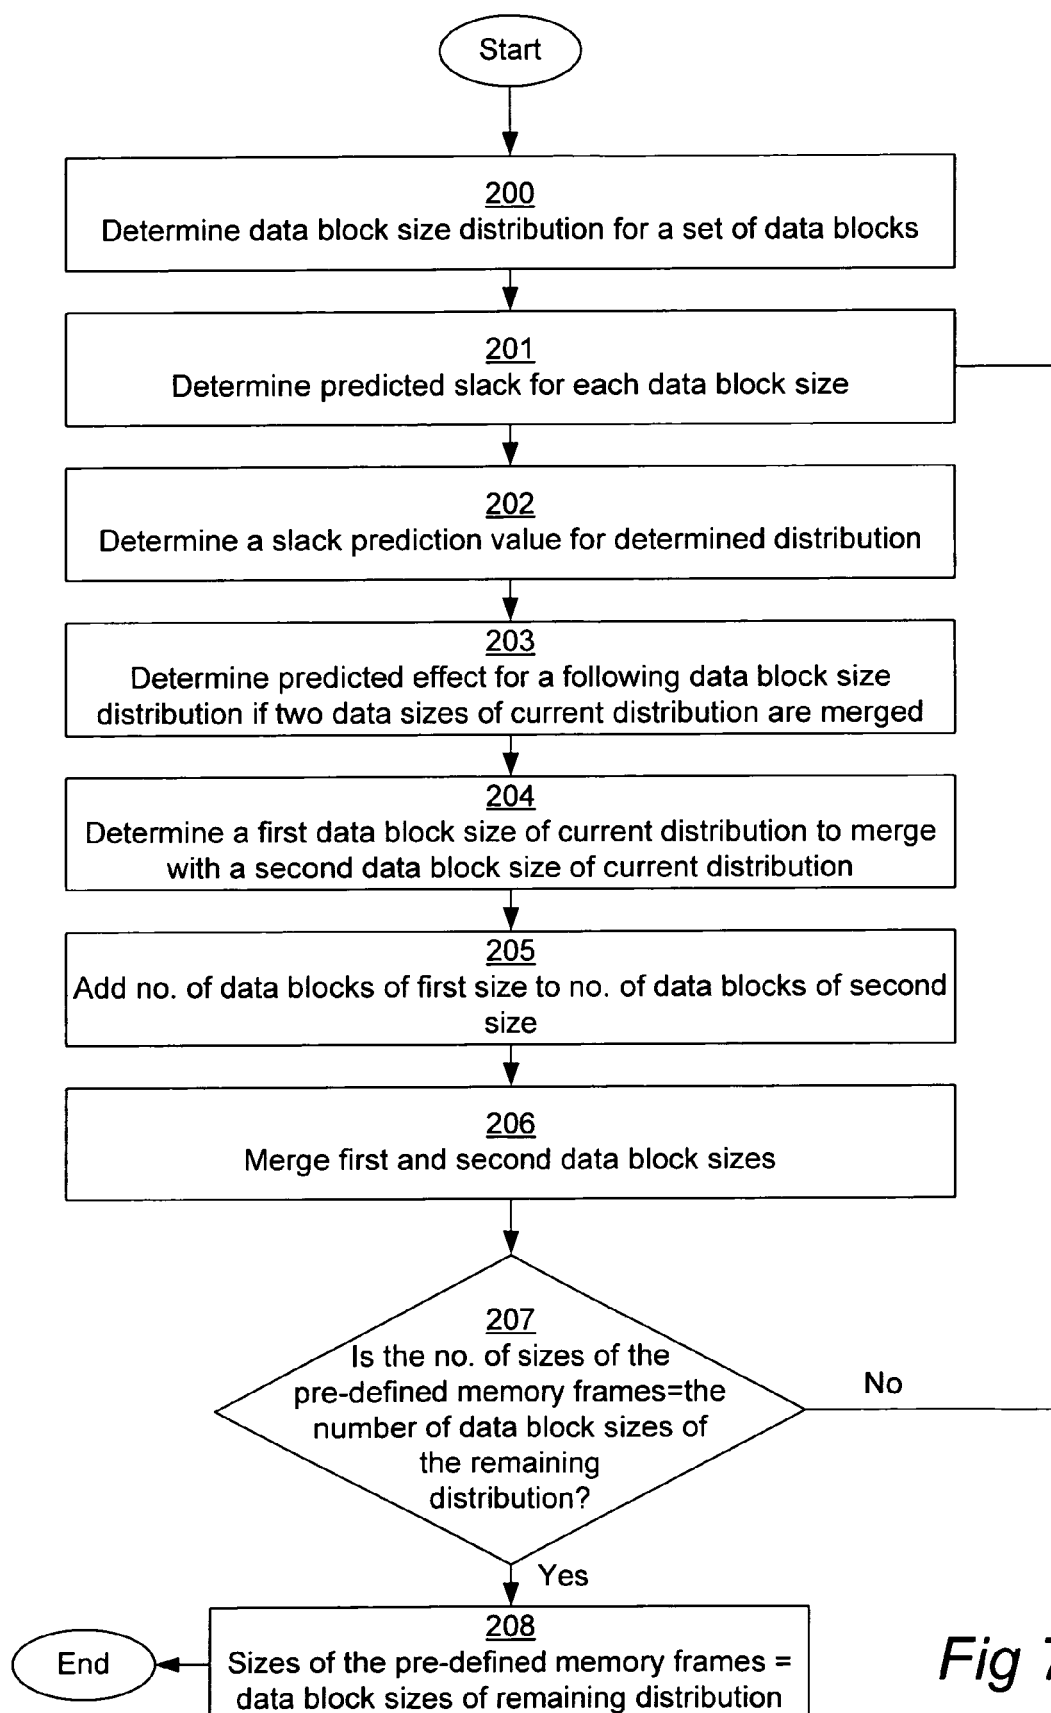 Start
200
Determine data block size distribution for a set of data blocks
201
Determine predicted slack for each data block size
202
Determine a slack prediction value for determined distribution
203
Determine predicted effect for a following data block size
distribution if two data sizes of current distribution are merged
204
Determine a first data block size of current distribution to merge
with a second data block size of current distribution
205
Add no. of data blocks of first size to no. of data blocks of second
size
206
Merge first and second data block sizes
207
Is the no. of sizes of the
pre-defined memory frames=the
number of data block sizes of
the remaining
distribution?
No
Yes
208
Sizes of the pre-defined memory frames =
data block sizes of remaining distribution
End
Fig 7